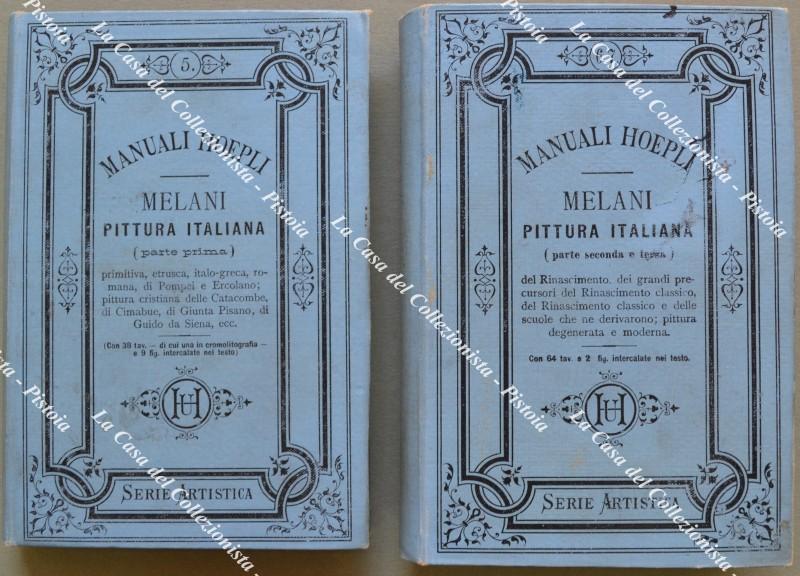 5.
MANUALI HOEPLI
MELANI
PITTURA ITALIANA
(parte prima)
primitiva, etrusca, italo-greca, ro-
mana, di Pompei e Ercolano;
pittura cristiana delle Catacombe,
di Cimabue, di Giunta Pisano, di
Guido da Siena, ecc.
(Con 38 tav. — di cui una in cromolitografia —
e 9 fig. intercalate nel testo)
UH
SERIE ARTISTICA
MANUALI HOEPLI
MELANI
PITTURA ITALIANA
(parte seconda e terza)
del Rinascimento, dei grandi pre-
cursori del Rinascimento classico,
del Rinascimento classico e delle
scuole che ne derivarono; pittura
degenerata e moderna.
Con 64 tav. e 2 fig. intercalate nel testo.
UH
SERIE ARTISTICA
La Casa del Collezionista - Pistoia